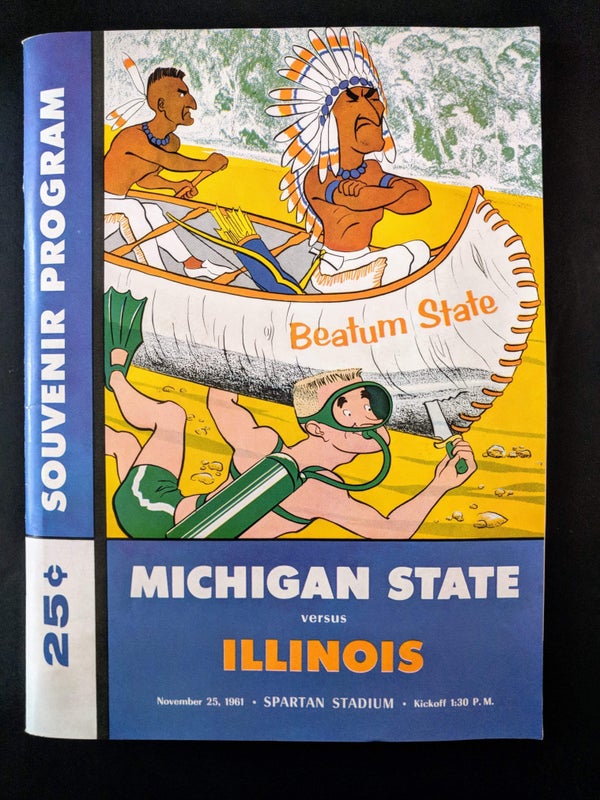 SOUVENIR PROGRAM
25¢
Beatum State
MICHIGAN STATE
versus
ILLINOIS
November 25, 1961 • SPARTAN STADIUM • Kickoff 1:30 P. M.